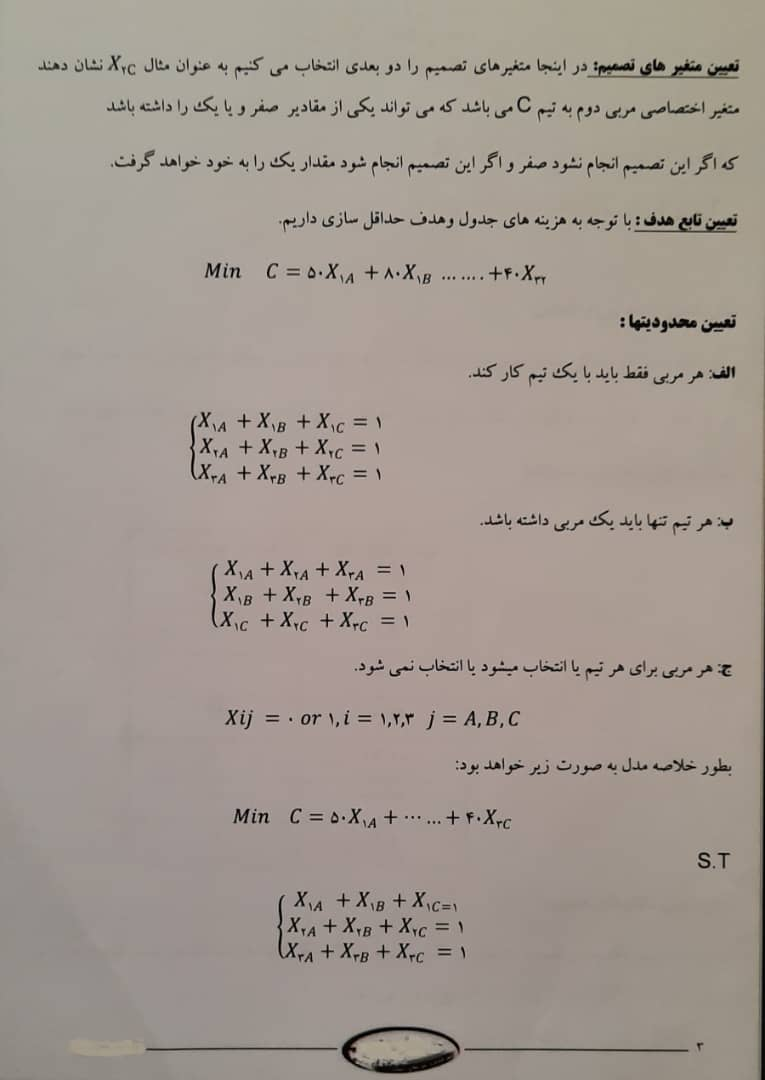 تعیین متغیر های تصمیم: در اینجا متغیرهای تصمیم را دو بعدی انتخاب می کنیم به عنوان مثال X۲C نشان دهند
متغیر اختصاصی مربی دوم به تیم C می باشد که می تواند یکی از مقادیر صفر و یا یک را داشته باشد
که اگر این تصمیم انجام نشود صفر و اگر این تصمیم انجام شود مقدار یک را به خود خواهد گرفت.
تعیین تابع هدف: با توجه به هزینه های جدول وهدف حداقل سازی داریم.
Min C = ۵۰X۱A + ۸۰X۱B ... ... . +۴۰X۳۲
تعیین محدودیتها:
الف: هر مربی فقط باید با یک تیم کار کند.
X۱A + X۱B + X۱C = ۱
X۲A + X۲B + X۲C = ۱
X۳A + X۳B + X۳C = ۱
ب: هر تیم تنها باید یک مربی داشته باشد.
X۱A + X۲A + X۳A = ۱
X۱B + X۲B + X۳B = ۱
X۱C + X۲C + X۳C = ۱
ج: هر مربی برای هر تیم یا انتخاب میشود یا انتخاب نمی شود.
Xij = ۰ or ۱, i = ۱,۲,۳ j = A, B, C
بطور خلاصه مدل به صورت زیر خواهد بود:
Min C = ۵۰X۱A + ⋯ ... + ۴۰X۳C
S.T
X۱A + X۱B + X۱C=۱
X۲A + X۲B + X۲C = ۱
X۳A + X۳B + X۳C = ۱
۳